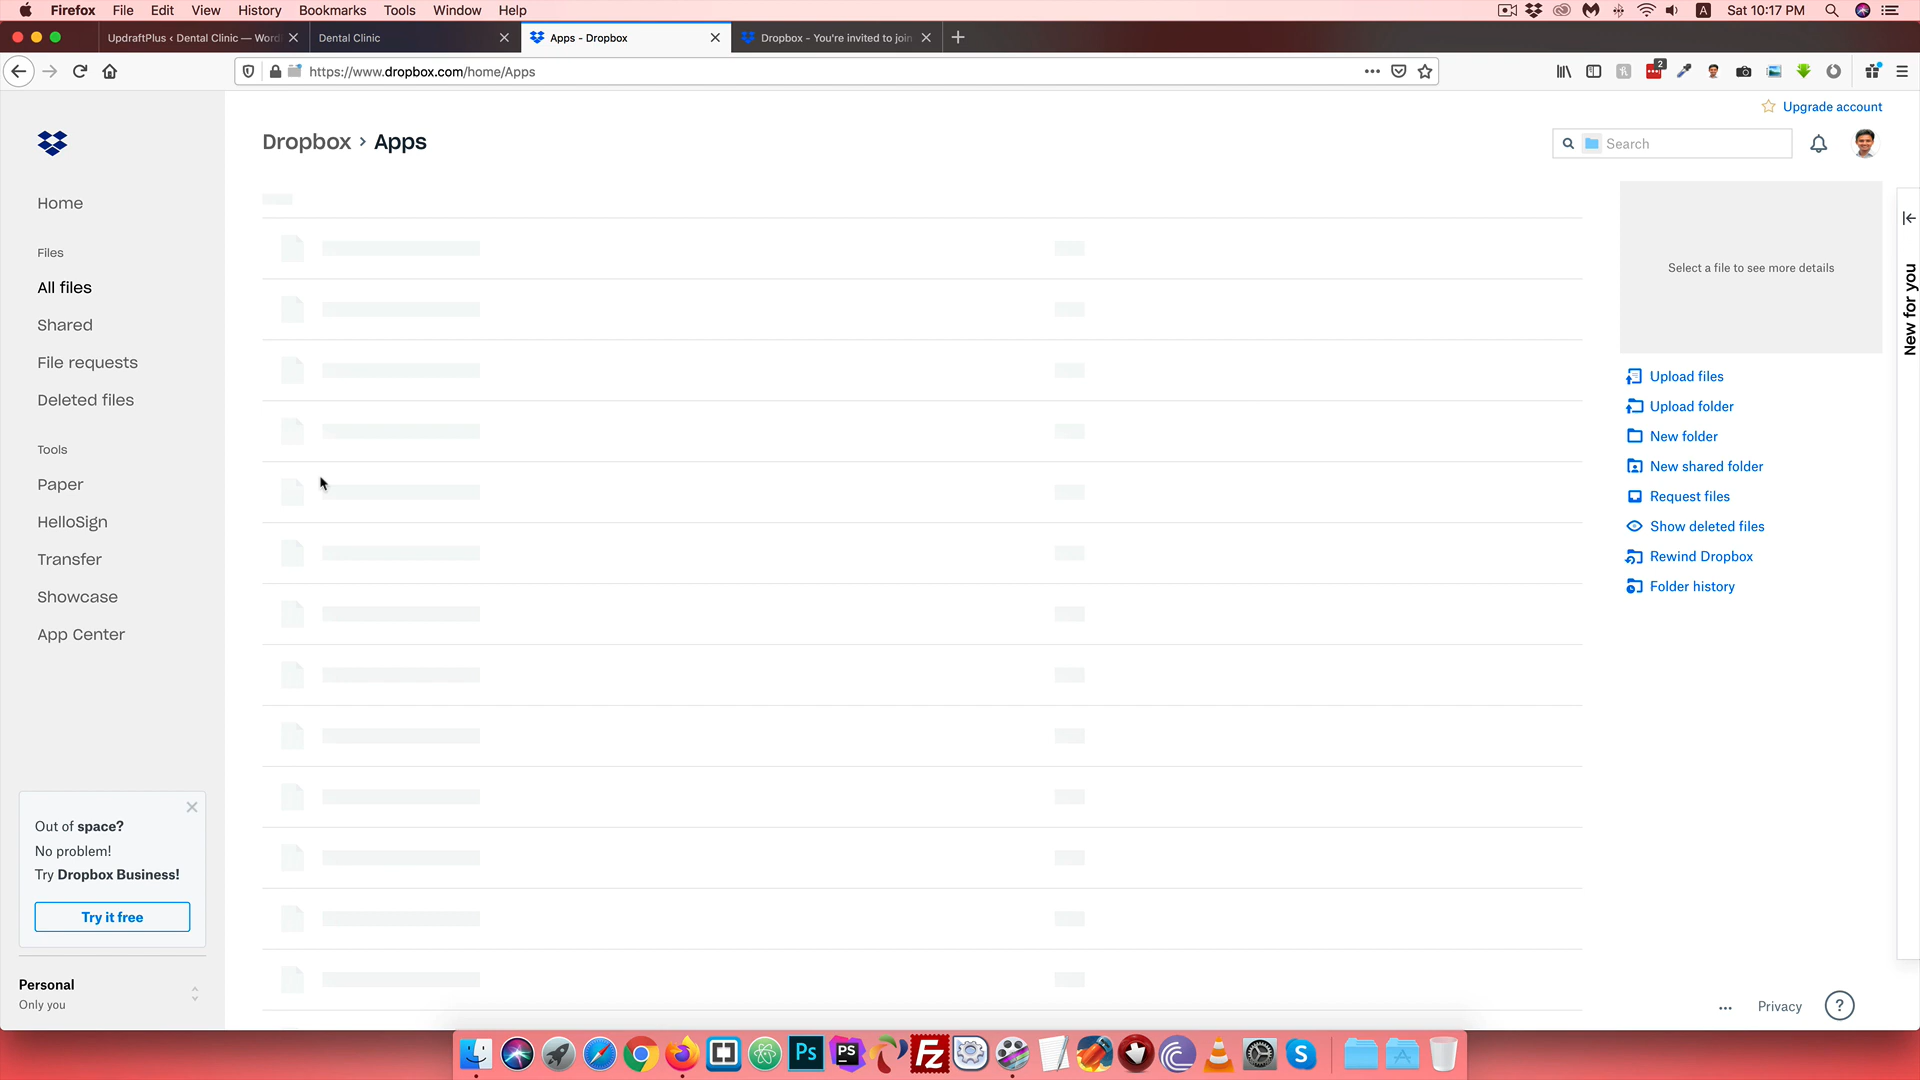 Firefox File Edit View History Bookmarks Tools Window Help
A Sat 10:17 PM
UpdraftPlus ‹ Dental Clinic — Word
Dental Clinic
Apps - Dropbox
Dropbox - You're invited to join
https://www.dropbox.com/home/Apps
2
Upgrade account
Dropbox › Apps
Search
Home
Files
All files
Shared
File requests
Deleted files
Tools
Paper
HelloSign
Transfer
Showcase
App Center
Select a file to see more details
New for you
Upload files
Upload folder
New folder
New shared folder
Request files
Show deleted files
Rewind Dropbox
Folder history
Out of space?
No problem!
Try Dropbox Business!
Try it free
Personal
Only you
Privacy
?
Ps
PS
FZ
S